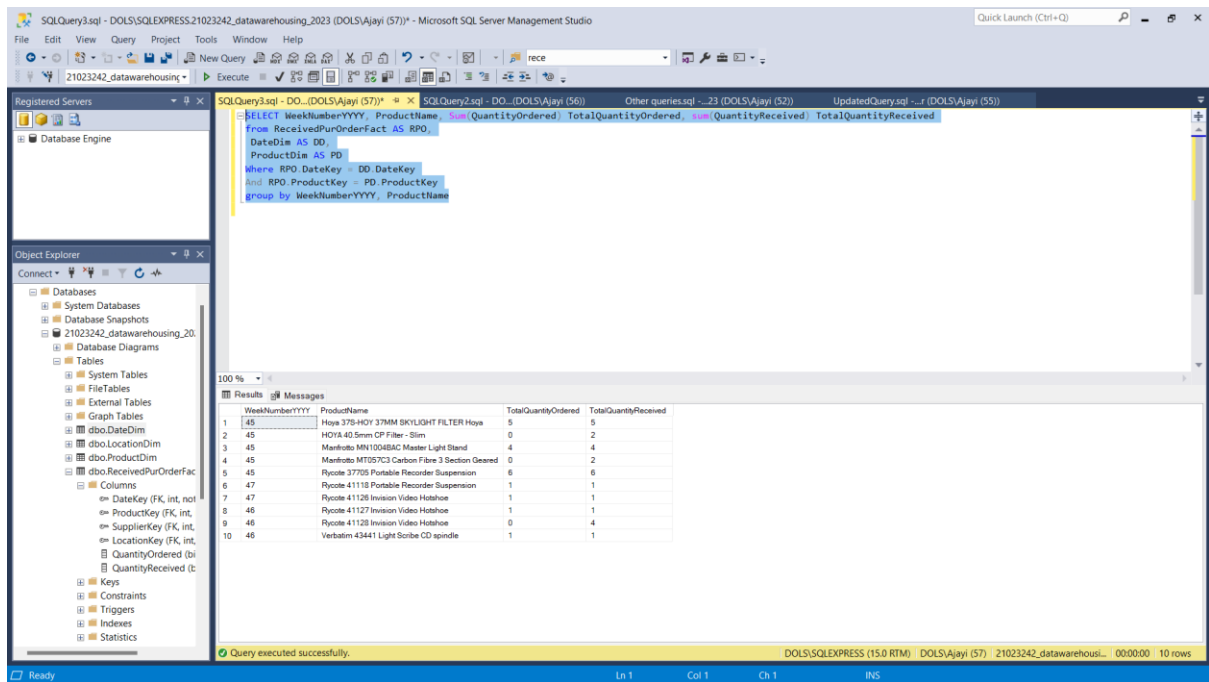 SQLQuery3.sql - DOLS\SQLEXPRESS.21023242_datawarehousing_2023 (DOLS\Ajayi (57))* - Microsoft SQL Server Management Studio
Quick Launch (Ctrl+Q)
File Edit View Query Project Tools Window Help
New Query
rece
21023242_datawarehousing
Execute
Registered Servers
SQLQuery3.sql - DO...(DOLS\Ajayi (57))*
SQLQuery2.sql - DO...(DOLS\Ajayi (56))
Other queries.sql -...23 (DOLS\Ajayi (52))
UpdatedQuery.sql -...r (DOLS\Ajayi (55))
Database Engine
SELECT WeekNumberYYYY, ProductName, Sum(QuantityOrdered) TotalQuantityOrdered, sum(QuantityReceived) TotalQuantityReceived
from ReceivedPurOrderFact AS RPO,
DateDim AS DD,
ProductDim AS PD
Where RPO.DateKey = DD.DateKey
And RPO.ProductKey = PD.ProductKey
group by WeekNumberYYYY, ProductName
Object Explorer
Connect
Databases
System Databases
Database Snapshots
21023242_datawarehousing_20.
Database Diagrams
Tables
System Tables
FileTables
External Tables
Graph Tables
dbo.DateDim
dbo.LocationDim
dbo.ProductDim
dbo.ReceivedPurOrderFac
Columns
DateKey (FK, int, not
ProductKey (FK, int,
SupplierKey (FK, int,
LocationKey (FK, int,
QuantityOrdered (bi
QuantityReceived (b
Keys
Constraints
Triggers
Indexes
Statistics
100 %
Results Messages
WeekNumberYYYY ProductName TotalQuantityOrdered TotalQuantityReceived
1 45 Hoya 37S-HOY 37MM SKYLIGHT FILTER Hoya 5 5
2 45 HOYA 40.5mm CP Filter - Slim 0 2
3 45 Manfrotto MN1004BAC Master Light Stand 4 4
4 45 Manfrotto MT057C3 Carbon Fibre 3 Section Geared 0 2
5 45 Rycote 37705 Portable Recorder Suspension 6 6
6 47 Rycote 41118 Portable Recorder Suspension 1 1
7 47 Rycote 41126 Invision Video Hotshoe 1 1
8 46 Rycote 41127 Invision Video Hotshoe 1 1
9 46 Rycote 41128 Invision Video Hotshoe 0 4
10 46 Verbatim 43441 Light Scribe CD spindle 1 1
Query executed successfully.
DOLS\SQLEXPRESS (15.0 RTM) DOLS\Ajayi (57) 21023242_datawarehousi... 00:00:00 10 rows
Ready
Ln 1 Col 1 Ch 1 INS